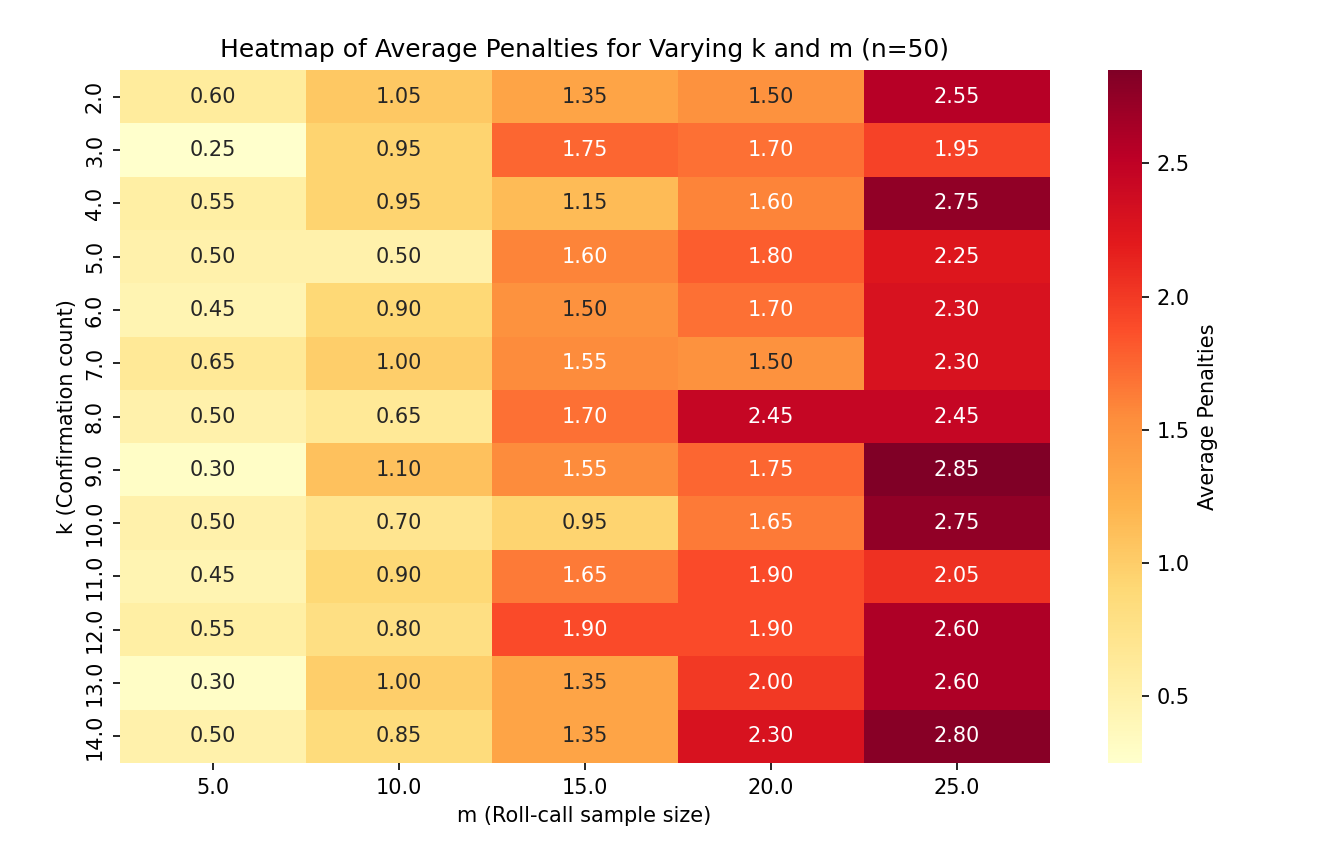 Heatmap of Average Penalties for Varying k and m (n=50)
k (Confirmation count)
2.0 0.60 1.05 1.35 1.50 2.55
3.0 0.25 0.95 1.75 1.70 1.95
4.0 0.55 0.95 1.15 1.60 2.75
5.0 0.50 0.50 1.60 1.80 2.25
6.0 0.45 0.90 1.50 1.70 2.30
7.0 0.65 1.00 1.55 1.50 2.30
8.0 0.50 0.65 1.70 2.45 2.45
9.0 0.30 1.10 1.55 1.75 2.85
10.0 0.50 0.70 0.95 1.65 2.75
11.0 0.45 0.90 1.65 1.90 2.05
12.0 0.55 0.80 1.90 1.90 2.60
13.0 0.30 1.00 1.35 2.00 2.60
14.0 0.50 0.85 1.35 2.30 2.80
5.0 10.0 15.0 20.0 25.0
m (Roll-call sample size)
2.5
2.0
1.5
1.0
0.5
Average Penalties